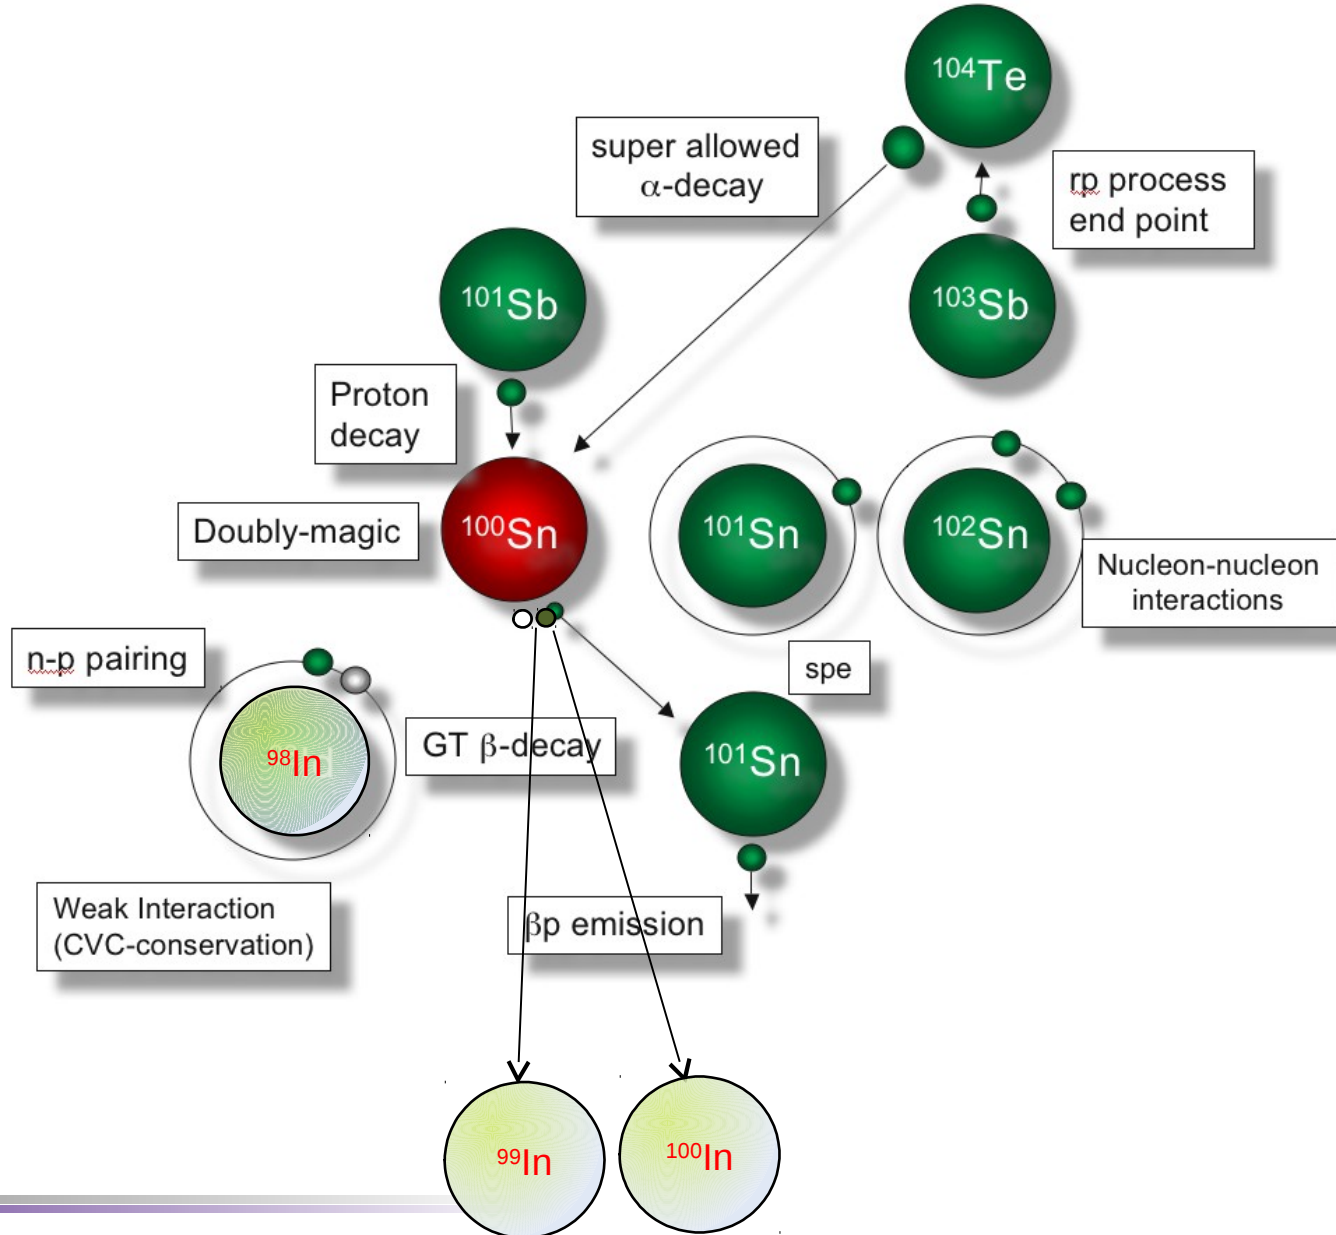 ¹⁰⁴Te
super allowed
α-decay
rp process
end point
¹⁰¹Sb
¹⁰³Sb
Proton
decay
Doubly-magic
¹⁰⁰Sn
¹⁰¹Sn
¹⁰²Sn
Nucleon-nucleon
interactions
n-p pairing
spe
⁹⁸In
GT β-decay
¹⁰¹Sn
Weak Interaction
(CVC-conservation)
βp emission
⁹⁹In
¹⁰⁰In